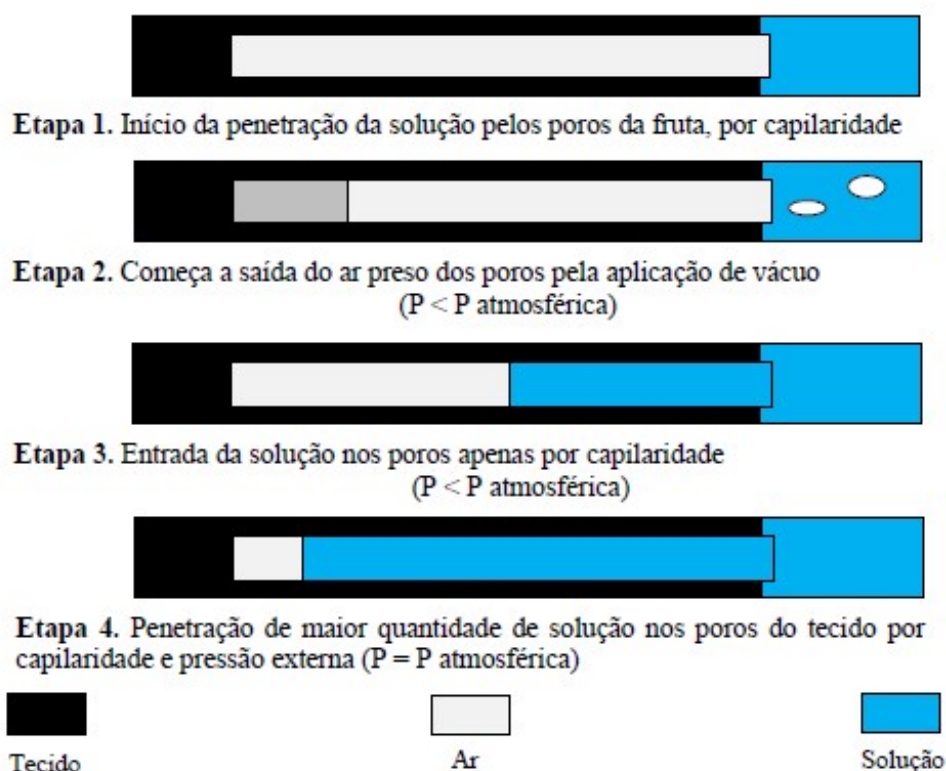 Etapa 1. Início da penetração da solução pelos poros da fruta, por capilaridade
Etapa 2. Começa a saída do ar preso dos poros pela aplicação de vácuo
(P < P atmosférica)
Etapa 3. Entrada da solução nos poros apenas por capilaridade
(P < P atmosférica)
Etapa 4. Penetração de maior quantidade de solução nos poros do tecido por
capilaridade e pressão externa (P = P atmosférica)
Tecido Ar Solução